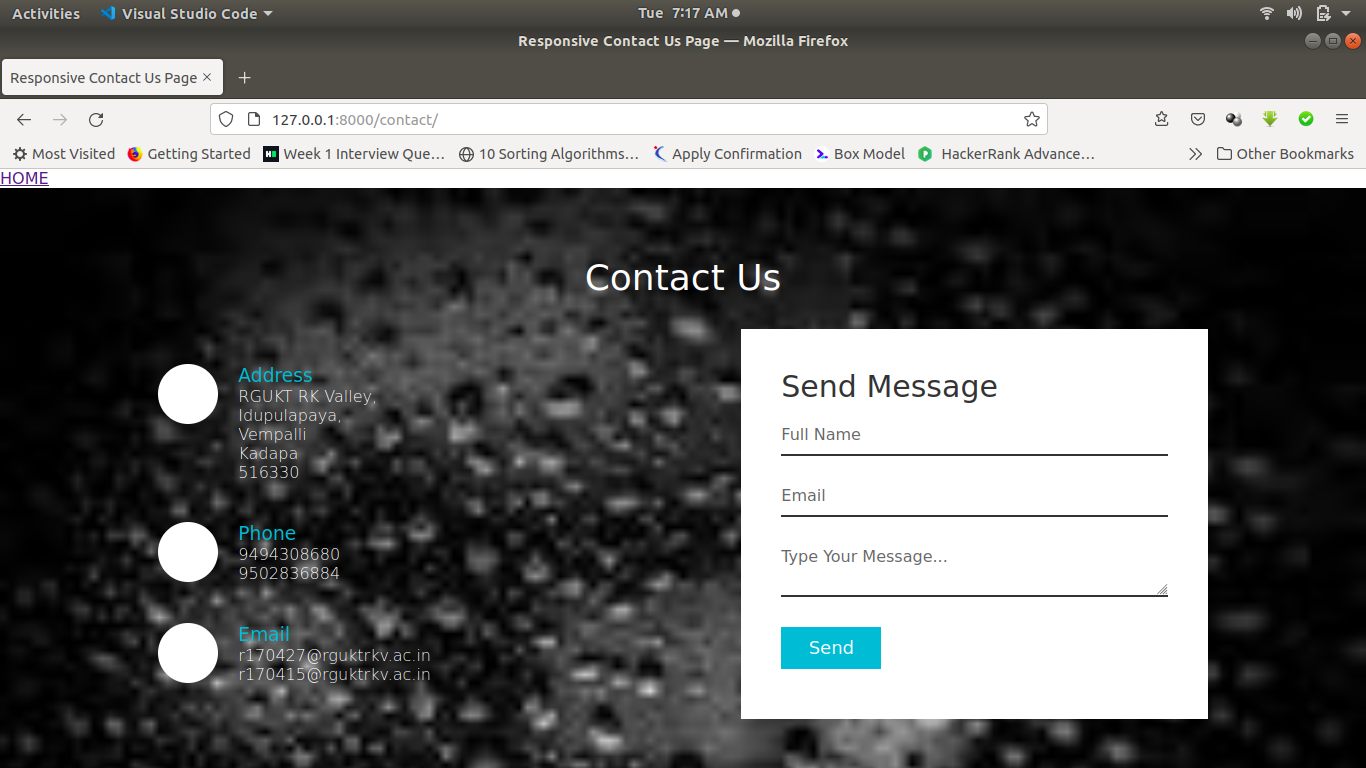 Activities Visual Studio Code Tue 7:17 AM
Responsive Contact Us Page — Mozilla Firefox
Responsive Contact Us Page
127.0.0.1:8000/contact/
Most Visited Getting Started Week 1 Interview Que… 10 Sorting Algorithms… Apply Confirmation Box Model HackerRank Advance… Other Bookmarks
HOME
Contact Us
Address
RGUKT RK Valley,
Idupulapaya,
Vempalli
Kadapa
516330
Phone
9494308680
9502836884
Email
r170427@rguktrkv.ac.in
r170415@rguktrkv.ac.in
Send Message
Full Name
Email
Type Your Message...
Send